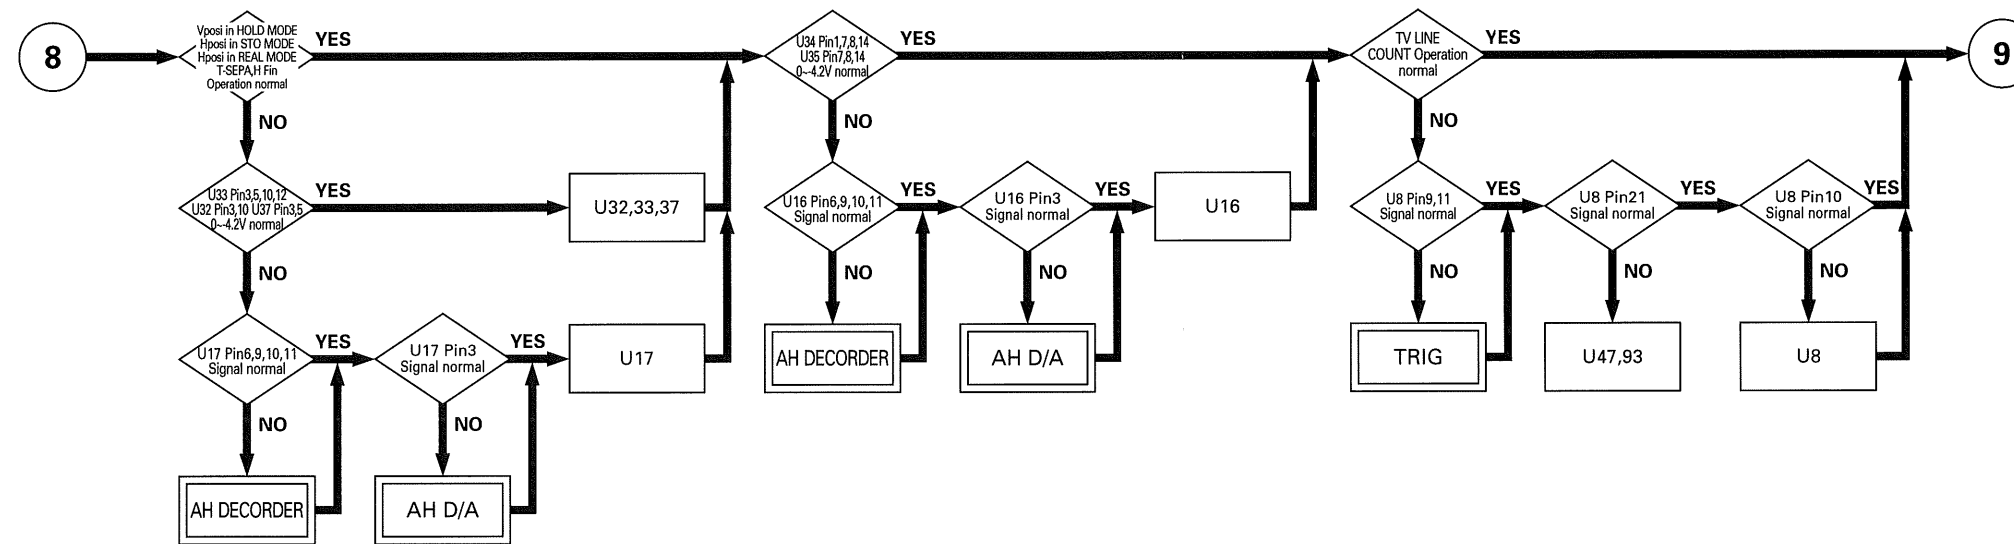 8
Vposi in HOLD MODE
Hposi in STO MODE
Hposi in REAL MODE
T-SEPA,H Fin
Operation normal
YES
NO
U33 Pin3,5,10,12
U32 Pin3,10 U37 Pin3,5
0~-4.2V normal
YES
U32,33,37
NO
U17 Pin6,9,10,11
Signal normal
YES
U17 Pin3
Signal normal
YES
U17
NO
NO
AH DECORDER
AH D/A
U34 Pin1,7,8,14
U35 Pin7,8,14
0~-4.2V normal
YES
NO
U16 Pin6,9,10,11
Signal normal
YES
U16 Pin3
Signal normal
YES
U16
NO
NO
AH DECORDER
AH D/A
TV LINE
COUNT Operation
normal
YES
NO
U8 Pin9,11
Signal normal
YES
U8 Pin21
Signal normal
YES
U8 Pin10
Signal normal
YES
NO
NO
NO
TRIG
U47,93
U8
9